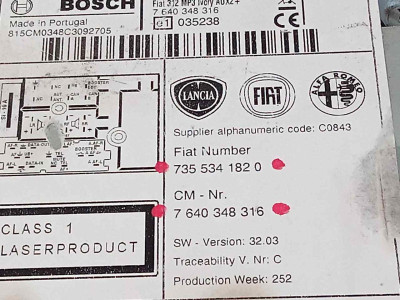 BOSCH
Fiat 312 MP3 Ivory AUX2+
7 640 348 316
Made in Portugal
815CM0348C3092705
e1 035238
CE
LANCIA
FIAT
ALFA ROMEO
Supplier alphanumeric code: C0843
Fiat Number
735 534 182 0
CM - Nr.
7 640 348 316
SW - Version: 32.03
Traceability V. Nr: C
Production Week: 252
CLASS 1
LASERPRODUCT